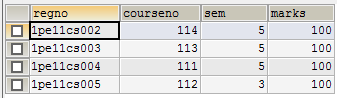 regno courseno sem marks
1pe11cs002 114 5 100
1pe11cs003 113 5 100
1pe11cs004 111 5 100
1pe11cs005 112 3 100